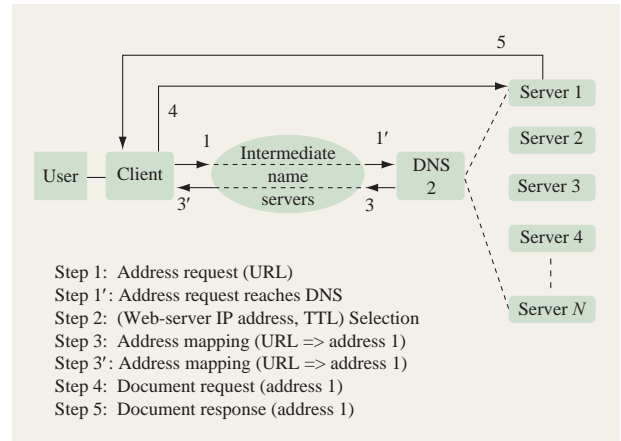 5
Server 1
4
Server 2
1
1′
Intermediate
name
servers
DNS
2
User
Client
Server 3
3′
3
Server 4
Server N
Step 1: Address request (URL)
Step 1′: Address request reaches DNS
Step 2: (Web-server IP address, TTL) Selection
Step 3: Address mapping (URL => address 1)
Step 3′: Address mapping (URL => address 1)
Step 4: Document request (address 1)
Step 5: Document response (address 1)